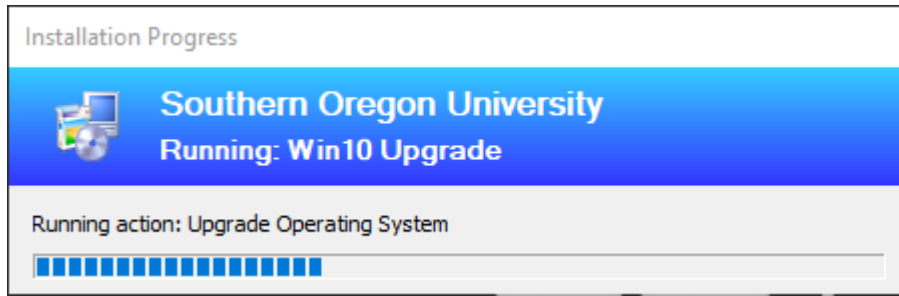 Installation Progress
Southern Oregon University
Running: Win10 Upgrade
Running action: Upgrade Operating System